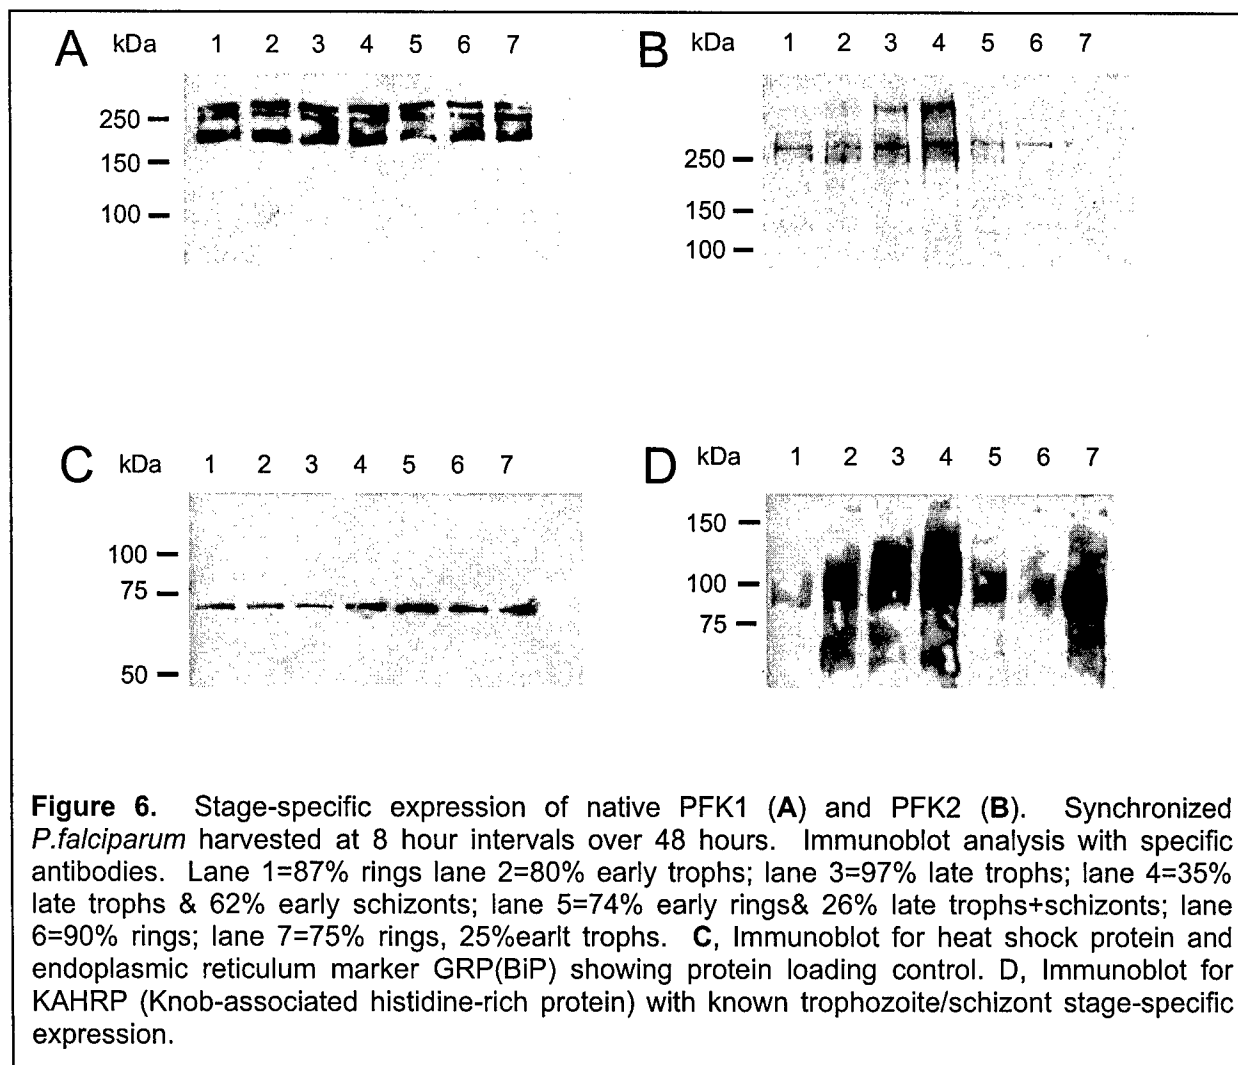 A kDa 1 2 3 4 5 6 7
250
150
100
B kDa 1 2 3 4 5 6 7
250
150
100
C kDa 1 2 3 4 5 6 7
100
75
50
D kDa 1 2 3 4 5 6 7
150
100
75
Figure 6. Stage-specific expression of native PFK1 (A) and PFK2 (B). Synchronized
P.falciparum harvested at 8 hour intervals over 48 hours. Immunoblot analysis with specific
antibodies. Lane 1=87% rings lane 2=80% early trophs; lane 3=97% late trophs; lane 4=35%
late trophs & 62% early schizonts; lane 5=74% early rings& 26% late trophs+schizonts; lane
6=90% rings; lane 7=75% rings, 25%earlt trophs. C, Immunoblot for heat shock protein and
endoplasmic reticulum marker GRP(BiP) showing protein loading control. D, Immunoblot for
KAHRP (Knob-associated histidine-rich protein) with known trophozoite/schizont stage-specific
expression.